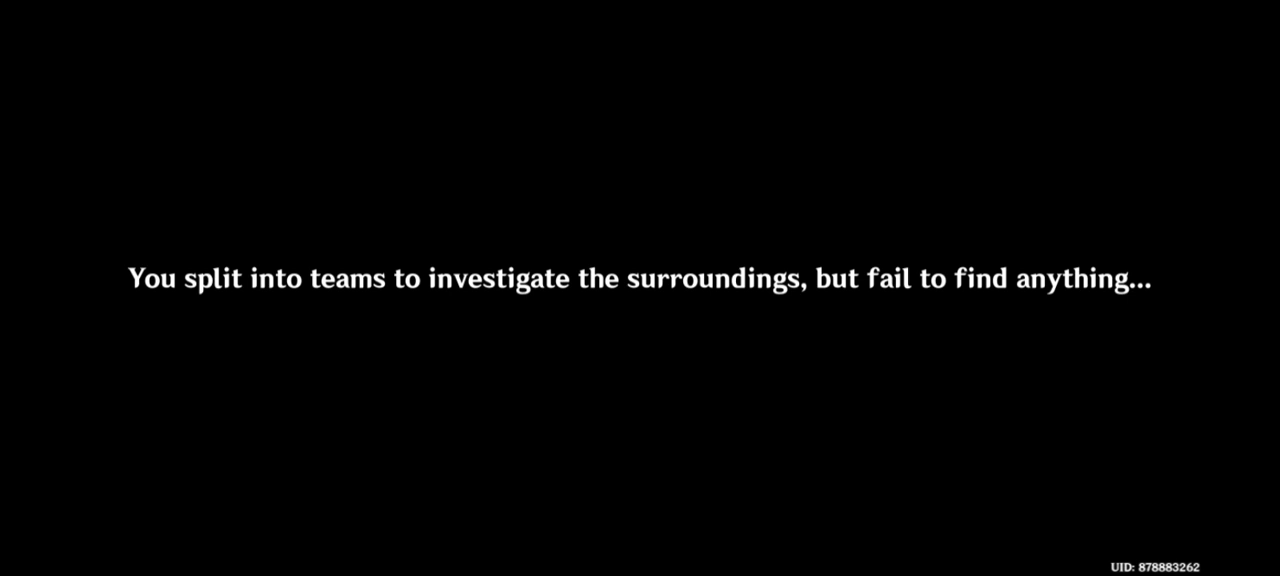 You split into teams to investigate the surroundings, but fail to find anything...
UID: 878883262